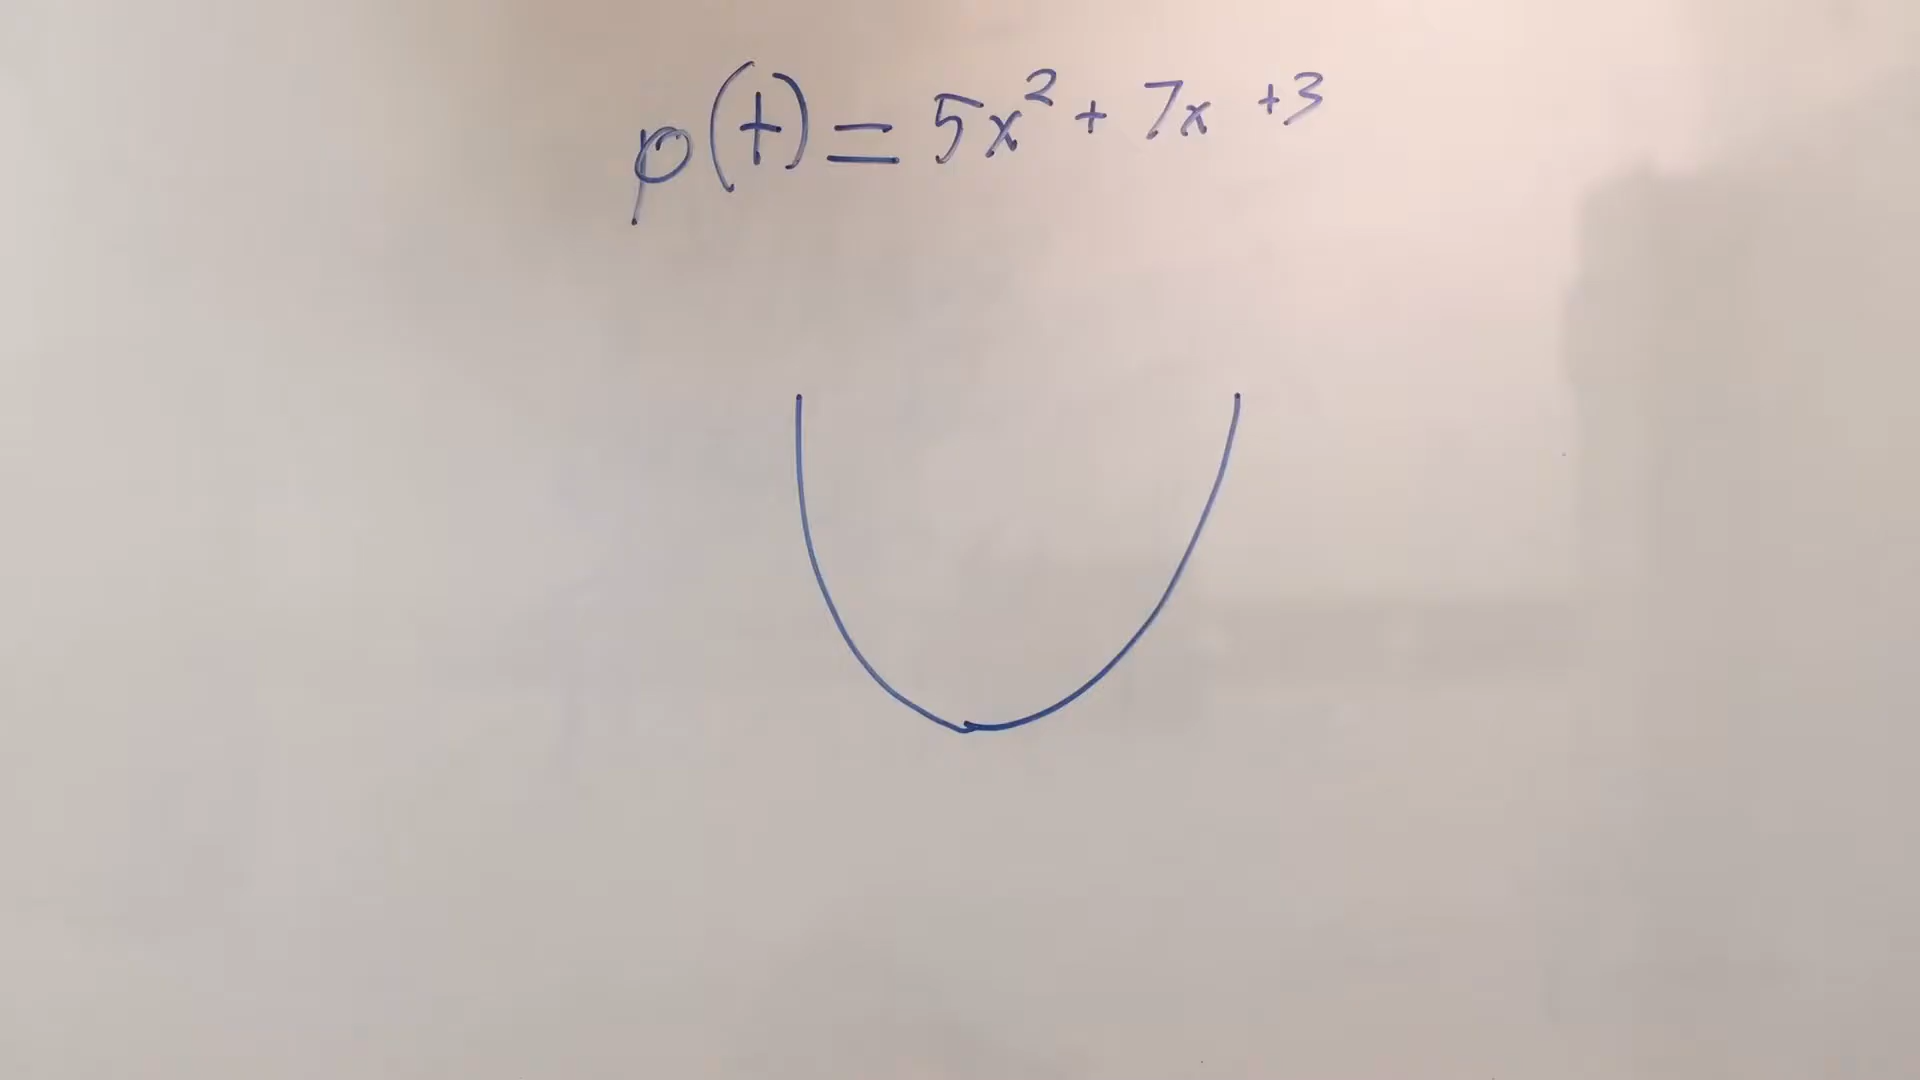 p(t) = 5x² + 7x + 3